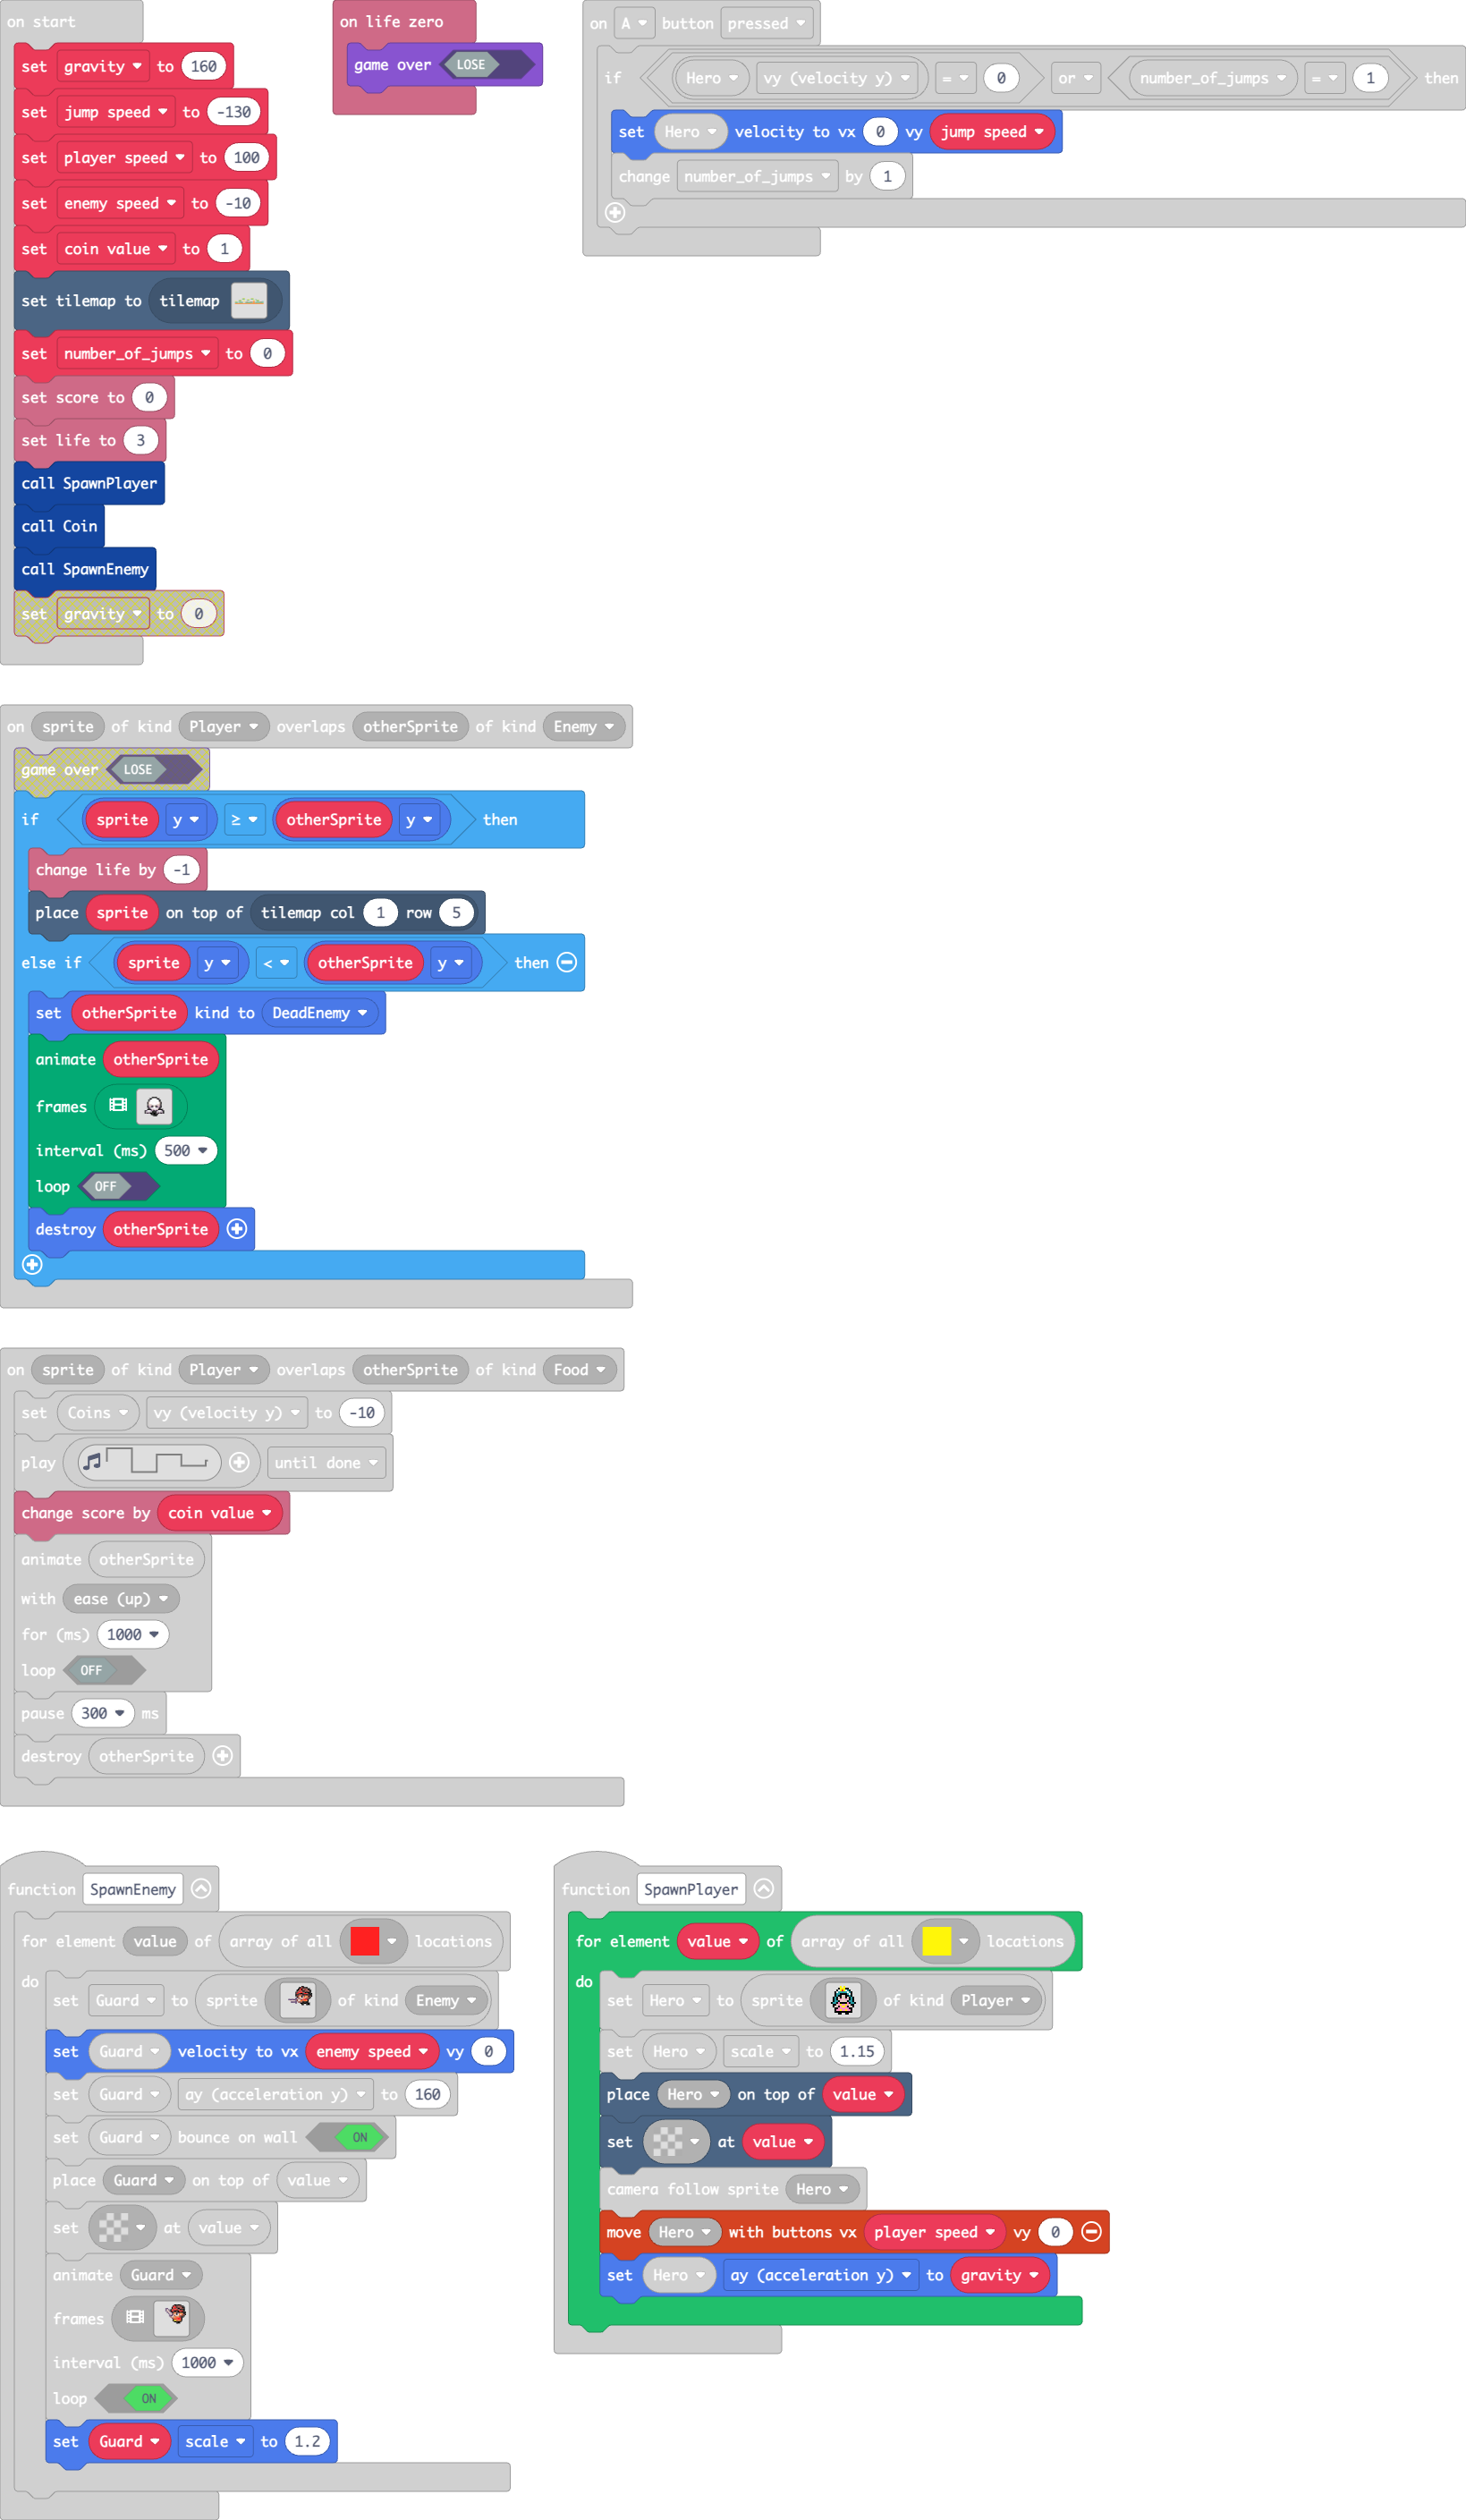 on start
set gravity to 160
set jump speed to -130
set player speed to 100
set enemy speed to -10
set coin value to 1
set tilemap to tilemap
set number_of_jumps to 0
set score to 0
set life to 3
call SpawnPlayer
call Coin
call SpawnEnemy
set gravity to 0
on life zero
game over LOSE
on A button pressed
if Hero vy (velocity y) = 0 or number_of_jumps = 1 then
set Hero velocity to vx 0 vy jump speed
change number_of_jumps by 1
on sprite of kind Player overlaps otherSprite of kind Enemy
game over LOSE
if sprite y ≥ otherSprite y then
change life by -1
place sprite on top of tilemap col 1 row 5
else if sprite y < otherSprite y then
set otherSprite kind to DeadEnemy
animate otherSprite
frames
interval (ms) 500
loop OFF
destroy otherSprite
on sprite of kind Player overlaps otherSprite of kind Food
set Coins vy (velocity y) to -10
play until done
change score by coin value
animate otherSprite
with ease (up)
for (ms) 1000
loop OFF
pause 300 ms
destroy otherSprite
function SpawnEnemy
for element value of array of all locations
do
set Guard to sprite of kind Enemy
set Guard velocity to vx enemy speed vy 0
set Guard ay (acceleration y) to 160
set Guard bounce on wall ON
place Guard on top of value
set at value
animate Guard
frames
interval (ms) 1000
loop ON
set Guard scale to 1.2
function SpawnPlayer
for element value of array of all locations
do
set Hero to sprite of kind Player
set Hero scale to 1.15
place Hero on top of value
set at value
camera follow sprite Hero
move Hero with buttons vx player speed vy 0
set Hero ay (acceleration y) to gravity